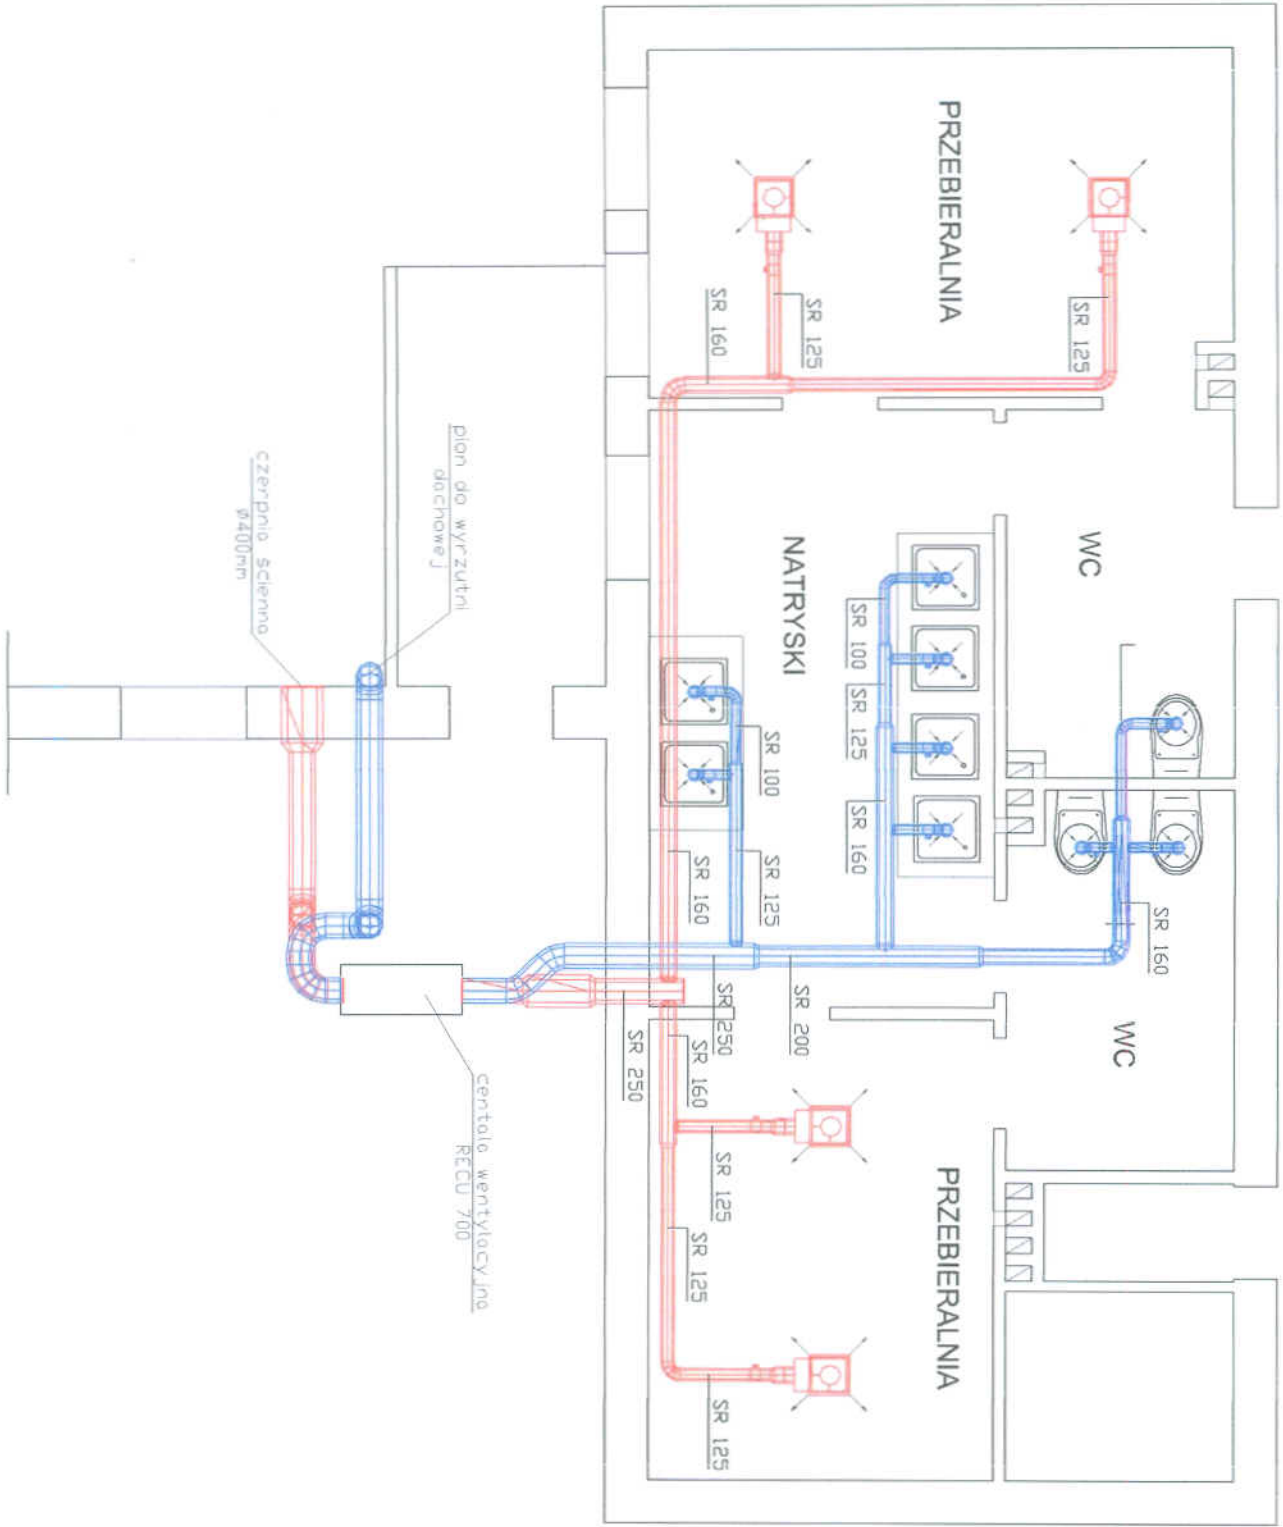 PRZEBIERALNIA
SR 125
SR 125
SR 160
WC
NATRYSKI
SR 100
SR 125
SR 160
SR 100
SR 125
SR 160
SR 160
WC
SR 200
SR 250
SR 250
SR 160
SR 125
SR 125
SR 125
PRZEBIERALNIA
pion do wyrzutni
dachowej
czerpnia ścienna
Ø400mm
centala wentylacyjna
RECU 700